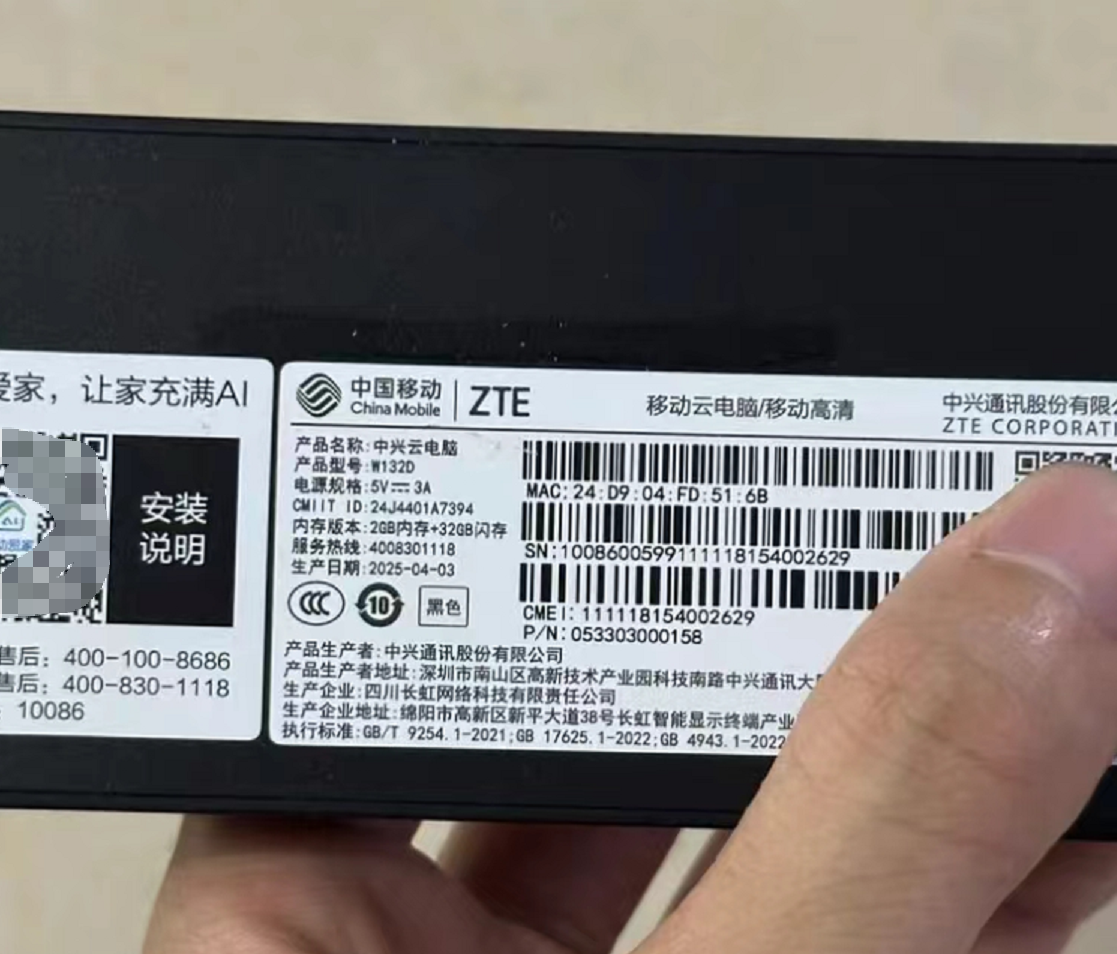 爱家，让家充满AI
安装
说明
售后：400-100-8686
售后：400-830-1118
10086
中国移动
China Mobile
ZTE
移动云电脑/移动高清
中兴通讯股份有限
ZTE CORPORATI
产品名称:中兴云电脑
产品型号:W132D
电源规格:5V⎓3A
CMIIT ID:24J4401A7394
内存版本:2GB内存+32GB闪存
服务热线:4008301118
生产日期:2025-04-03
10
黑色
MAC:24:D9:04:FD:51:6B
SN:10086005991111118154002629
CMEI:111118154002629
P/N:053303000158
产品生产者:中兴通讯股份有限公司
产品生产者地址:深圳市南山区高新技术产业园科技南路中兴通讯大
生产企业:四川长虹网络科技有限责任公司
生产企业地址:绵阳市高新区新平大道38号长虹智能显示终端产业
执行标准:GB/T 9254.1-2021;GB 17625.1-2022;GB 4943.1-2022